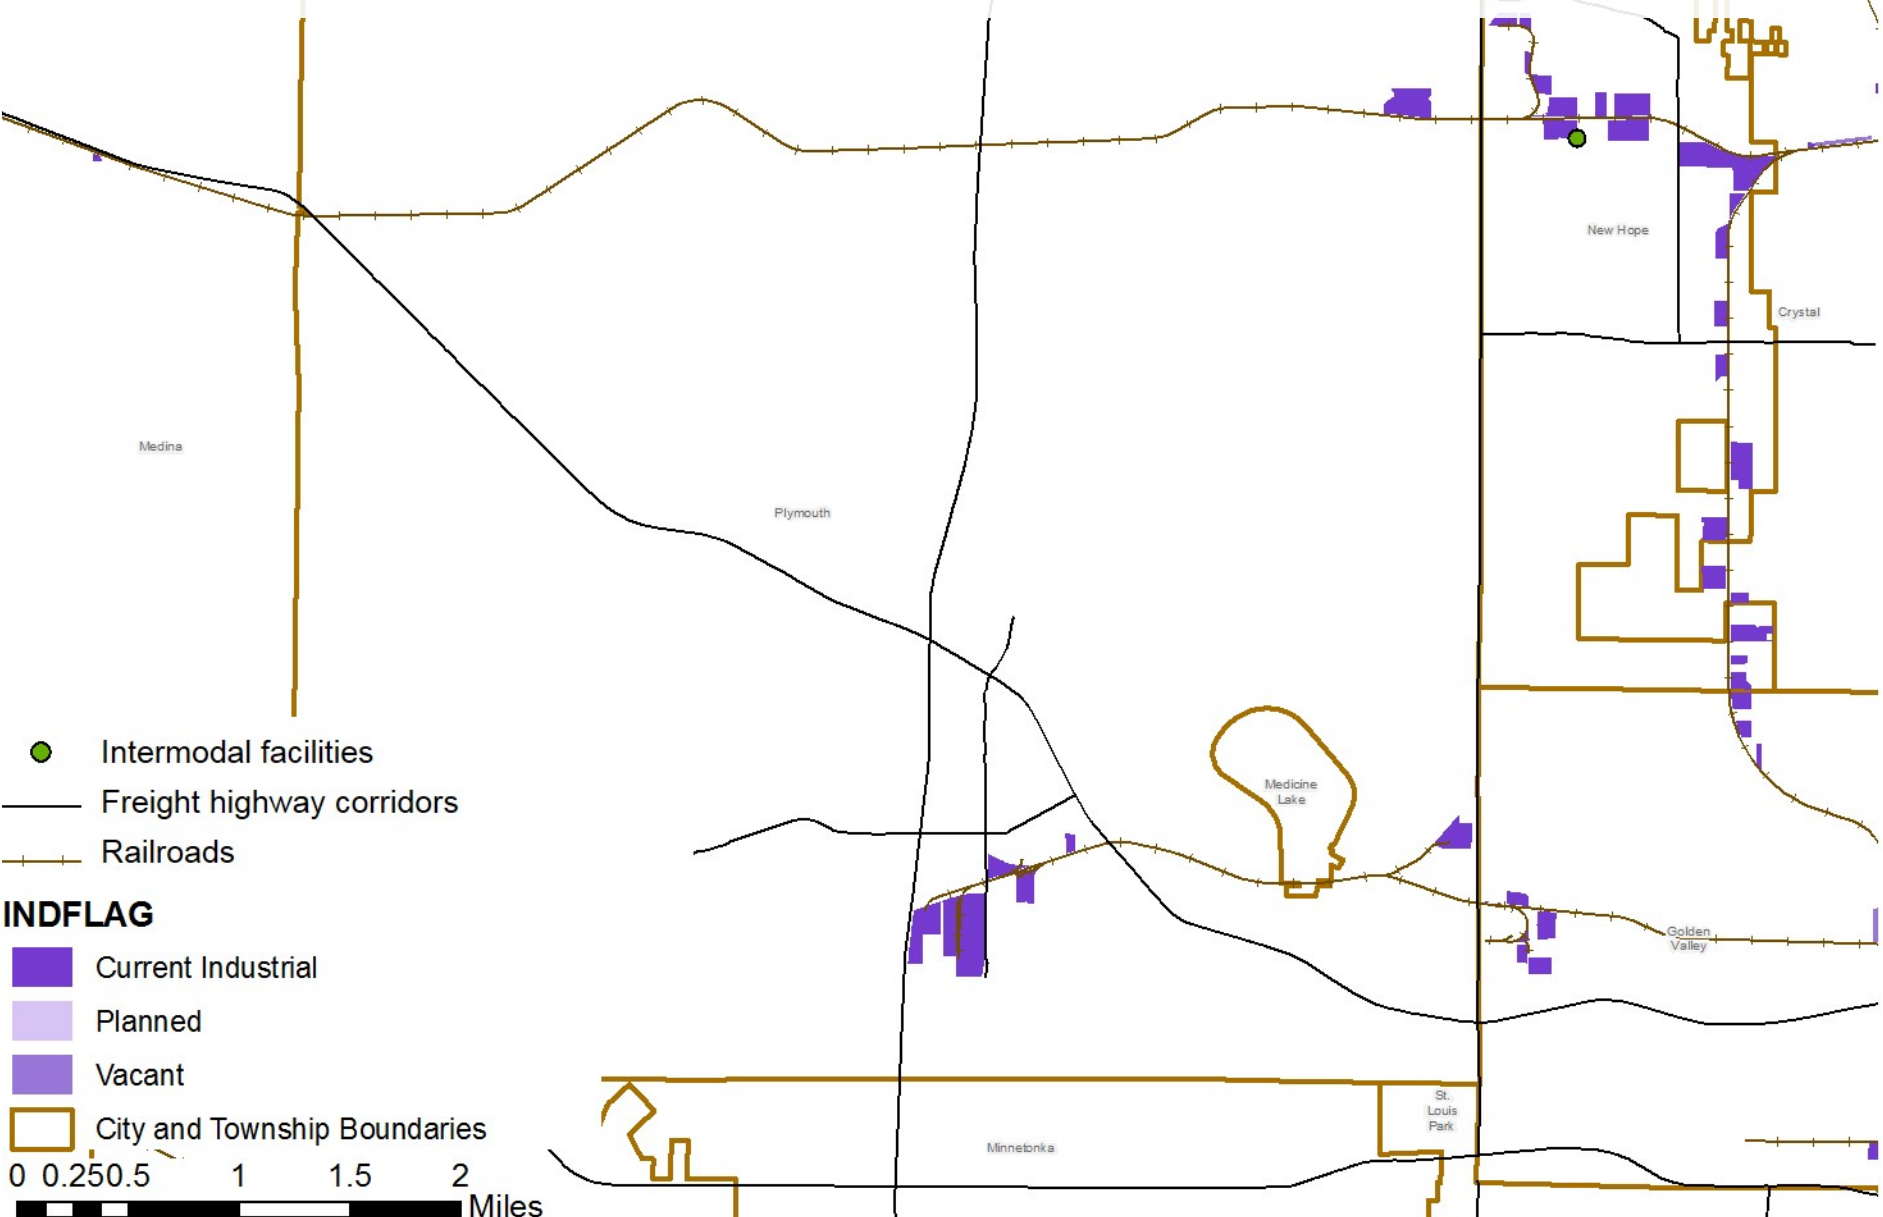 New Hope
Crystal
Medina
Plymouth
Medicine
Lake
Golden
Valley
St.
Louis
Park
Minnetonka
Intermodal facilities
Freight highway corridors
Railroads
INDFLAG
Current Industrial
Planned
Vacant
City and Township Boundaries
0 0.250.5 1 1.5 2
Miles